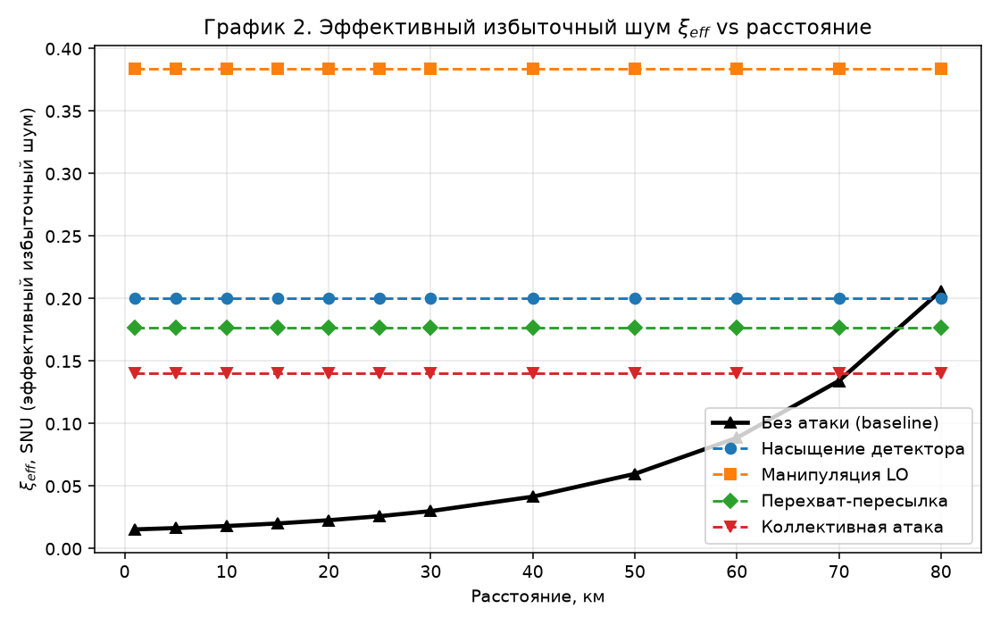 График 2. Эффективный избыточный шум ξeff vs расстояние
ξeff, SNU (эффективный избыточный шум)
0.40
0.35
0.30
0.25
0.20
0.15
0.10
0.05
0.00
Без атаки (baseline)
Насыщение детектора
Манипуляция LO
Перехват-пересылка
Коллективная атака
0 10 20 30 40 50 60 70 80
Расстояние, км